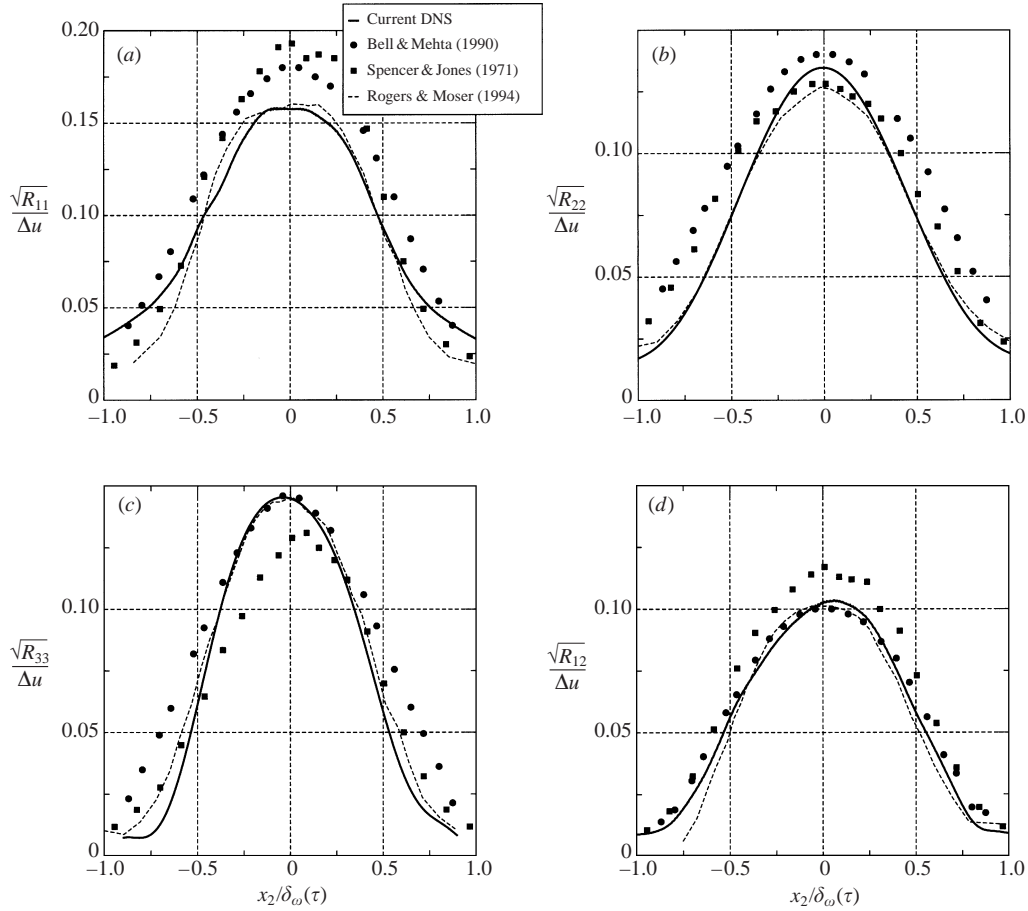 Current DNS
Bell & Mehta (1990)
Spencer & Jones (1971)
Rogers & Moser (1994)
(a)
0.20
0.15
0.10
0.05
0
√R₁₁
Δu
−1.0 −0.5 0 0.5 1.0
(b)
0.10
0.05
0
√R₂₂
Δu
−1.0 −0.5 0 0.5 1.0
(c)
0.10
0.05
0
√R₃₃
Δu
−1.0 −0.5 0 0.5 1.0
x₂/δ_ω(τ)
(d)
0.10
0.05
0
√R₁₂
Δu
−1.0 −0.5 0 0.5 1.0
x₂/δ_ω(τ)